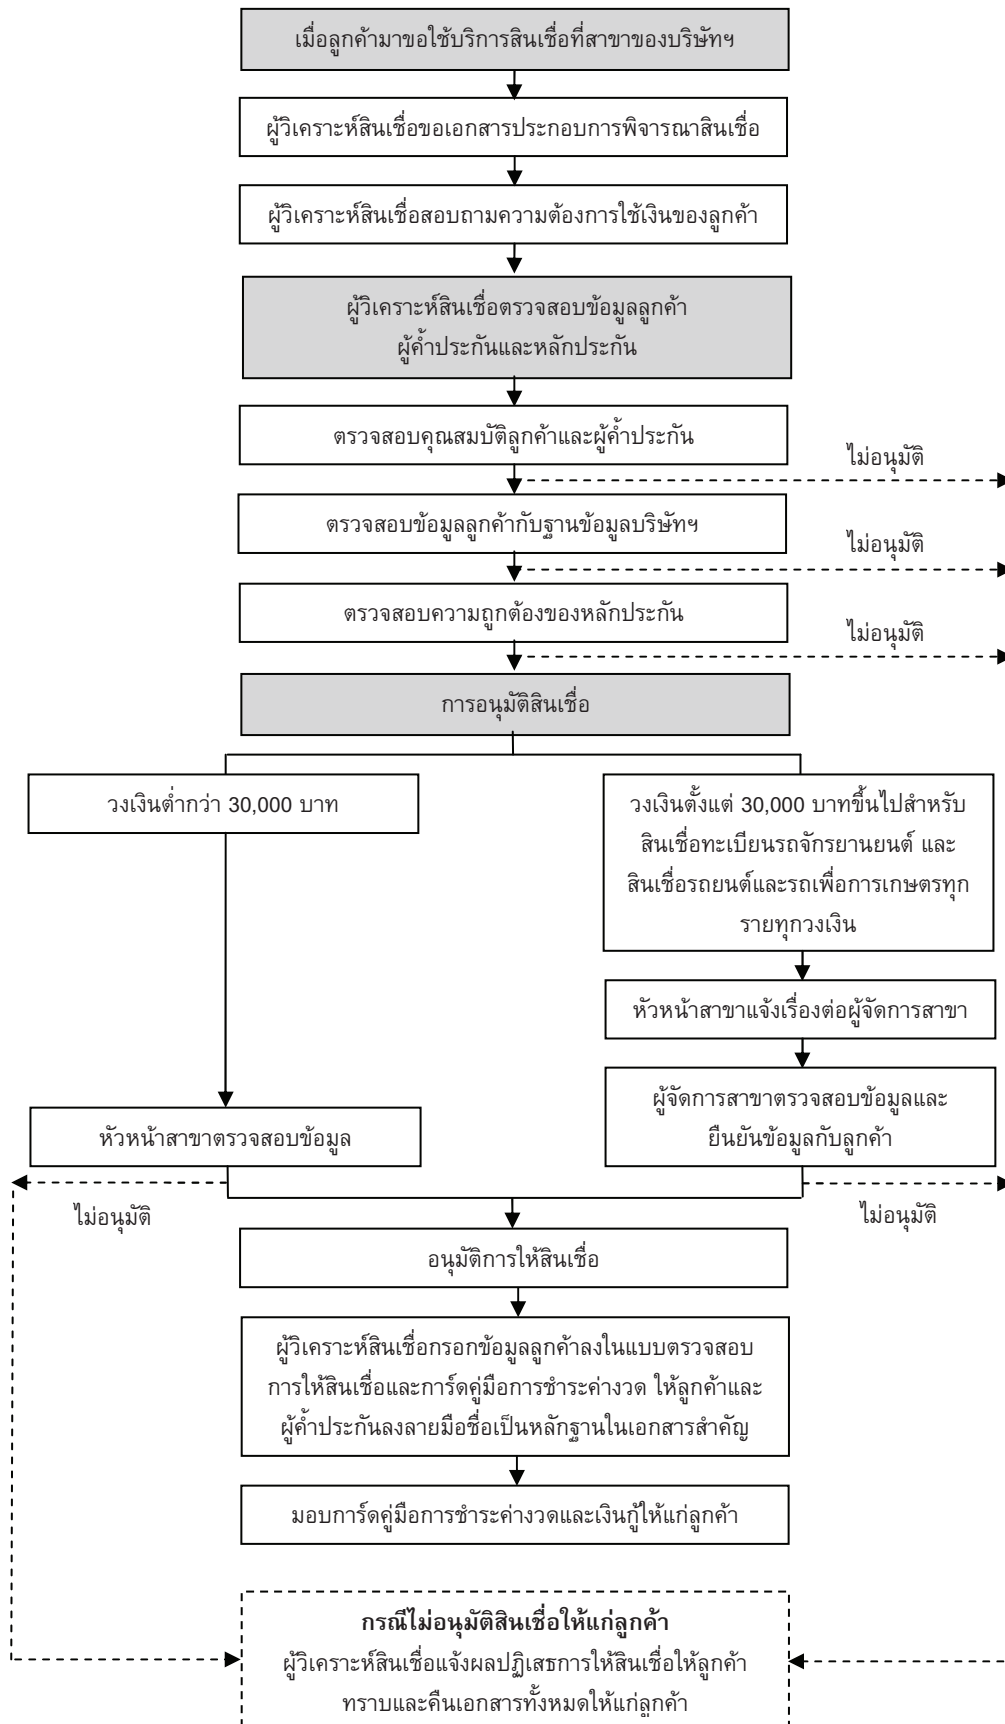 เมื่อลูกค้ามาขอใช้บริการสินเชื่อที่สาขาของบริษัทฯ
ผู้วิเคราะห์สินเชื่อขอเอกสารประกอบการพิจารณาสินเชื่อ
ผู้วิเคราะห์สินเชื่อสอบถามความต้องการใช้เงินของลูกค้า
ผู้วิเคราะห์สินเชื่อตรวจสอบข้อมูลลูกค้า
ผู้ค้ำประกันและหลักประกัน
ตรวจสอบคุณสมบัติลูกค้าและผู้ค้ำประกัน
ไม่อนุมัติ
ตรวจสอบข้อมูลลูกค้ากับฐานข้อมูลบริษัทฯ
ไม่อนุมัติ
ตรวจสอบความถูกต้องของหลักประกัน
ไม่อนุมัติ
การอนุมัติสินเชื่อ
วงเงินต่ำกว่า 30,000 บาท
วงเงินตั้งแต่ 30,000 บาทขึ้นไปสำหรับ
สินเชื่อทะเบียนรถจักรยานยนต์ และ
สินเชื่อรถยนต์และรถเพื่อการเกษตรทุก
รายทุกวงเงิน
หัวหน้าสาขาแจ้งเรื่องต่อผู้จัดการสาขา
ผู้จัดการสาขาตรวจสอบข้อมูลและ
ยืนยันข้อมูลกับลูกค้า
หัวหน้าสาขาตรวจสอบข้อมูล
ไม่อนุมัติ
ไม่อนุมัติ
อนุมัติการให้สินเชื่อ
ผู้วิเคราะห์สินเชื่อกรอกข้อมูลลูกค้าลงในแบบตรวจสอบ
การให้สินเชื่อและการ์ดคู่มือการชำระค่างวด ให้ลูกค้าและ
ผู้ค้ำประกันลงลายมือชื่อเป็นหลักฐานในเอกสารสำคัญ
มอบการ์ดคู่มือการชำระค่างวดและเงินกู้ให้แก่ลูกค้า
กรณีไม่อนุมัติสินเชื่อให้แก่ลูกค้า
ผู้วิเคราะห์สินเชื่อแจ้งผลปฏิเสธการให้สินเชื่อให้ลูกค้า
ทราบและคืนเอกสารทั้งหมดให้แก่ลูกค้า